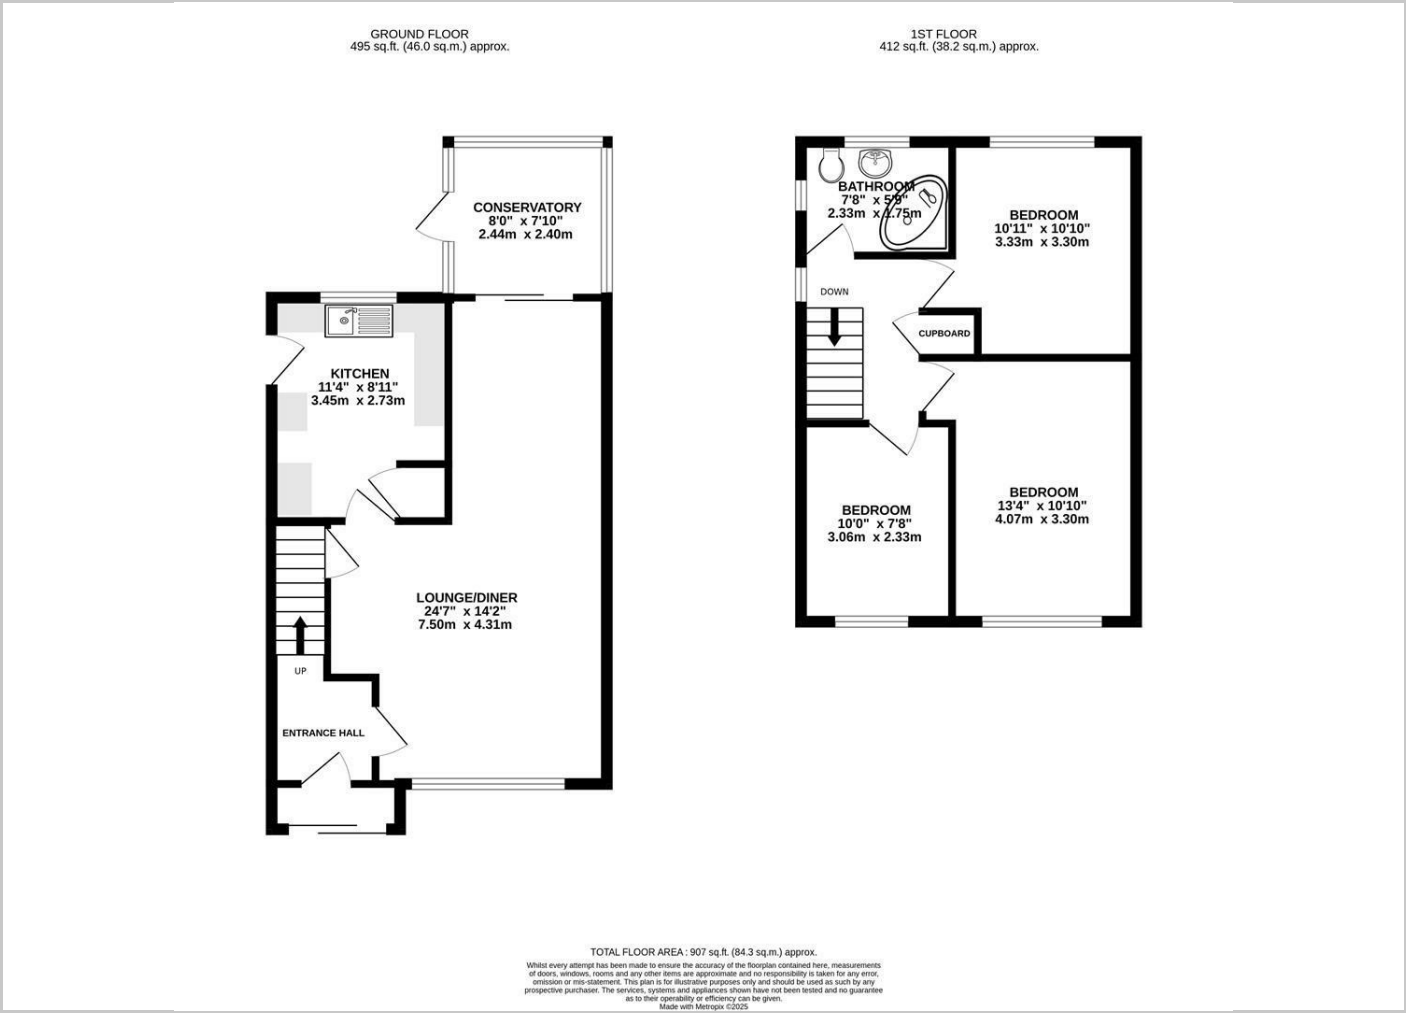 GROUND FLOOR
495 sq.ft. (46.0 sq.m.) approx.
1ST FLOOR
412 sq.ft. (38.2 sq.m.) approx.
CONSERVATORY
8'0" x 7'10"
2.44m x 2.40m
KITCHEN
11'4" x 8'11"
3.45m x 2.73m
LOUNGE/DINER
24'7" x 14'2"
7.50m x 4.31m
UP
ENTRANCE HALL
BATHROOM
7'8" x 5'9"
2.33m x 1.75m
BEDROOM
10'11" x 10'10"
3.33m x 3.30m
DOWN
CUPBOARD
BEDROOM
10'0" x 7'8"
3.06m x 2.33m
BEDROOM
13'4" x 10'10"
4.07m x 3.30m
TOTAL FLOOR AREA : 907 sq.ft. (84.3 sq.m.) approx.
Whilst every attempt has been made to ensure the accuracy of the floorplan contained here, measurements
of doors, windows, rooms and any other items are approximate and no responsibility is taken for any error,
omission or mis-statement. This plan is for illustrative purposes only and should be used as such by any
prospective purchaser. The services, systems and appliances shown have not been tested and no guarantee
as to their operability or efficiency can be given.
Made with Metropix ©2025